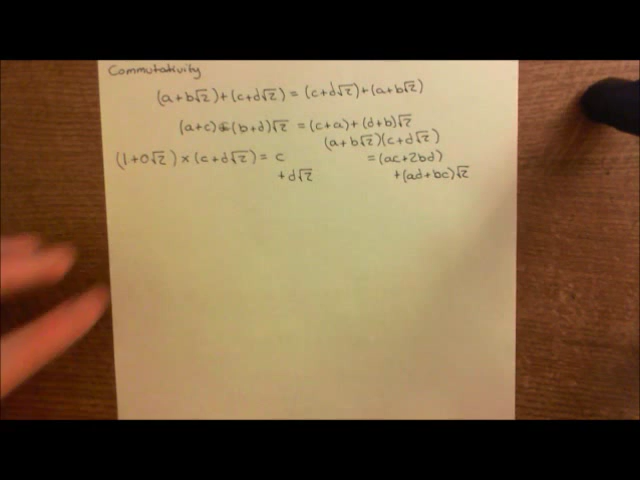 Commutativity
(a+b√2)+(c+d√2) = (c+d√2)+(a+b√2)
(a+c)+(b+d)√2 = (c+a)+(d+b)√2
(a+b√2)(c+d√2)
(1+0√2)×(c+d√2) = c
+d√2
=(ac+2bd)
+(ad+bc)√2